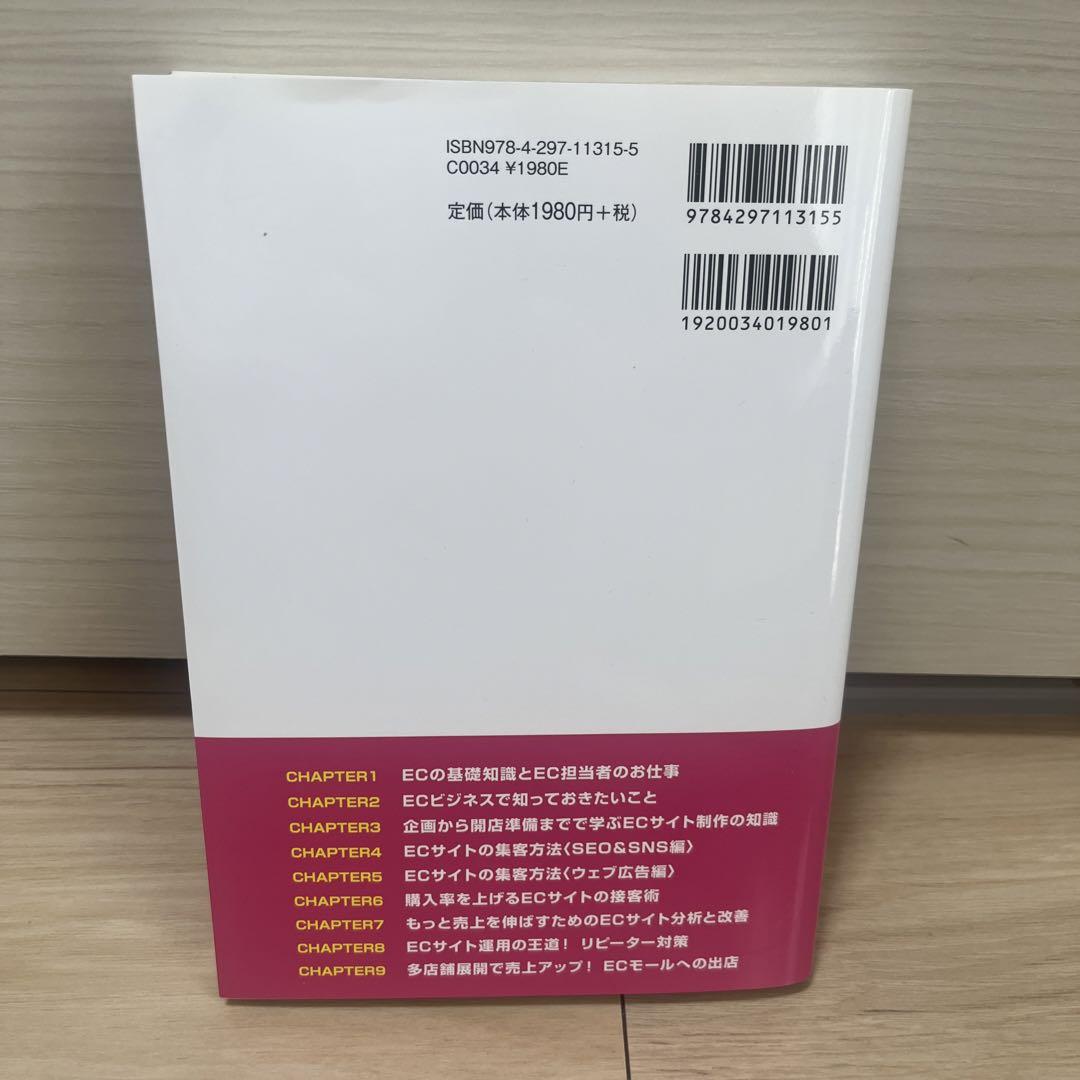 ISBN978-4-297-11315-5
C0034 ¥1980E
定価(本体1980円+税)
9784297113155
1920034019801
CHAPTER1 ECの基礎知識とEC担当者のお仕事
CHAPTER2 ECビジネスで知っておきたいこと
CHAPTER3 企画から開店準備までで学ぶECサイト制作の知識
CHAPTER4 ECサイトの集客方法〈SEO&SNS編〉
CHAPTER5 ECサイトの集客方法〈ウェブ広告編〉
CHAPTER6 購入率を上げるECサイトの接客術
CHAPTER7 もっと売上を伸ばすためのECサイト分析と改善
CHAPTER8 ECサイト運用の王道! リピーター対策
CHAPTER9 多店舗展開で売上アップ! ECモールへの出店